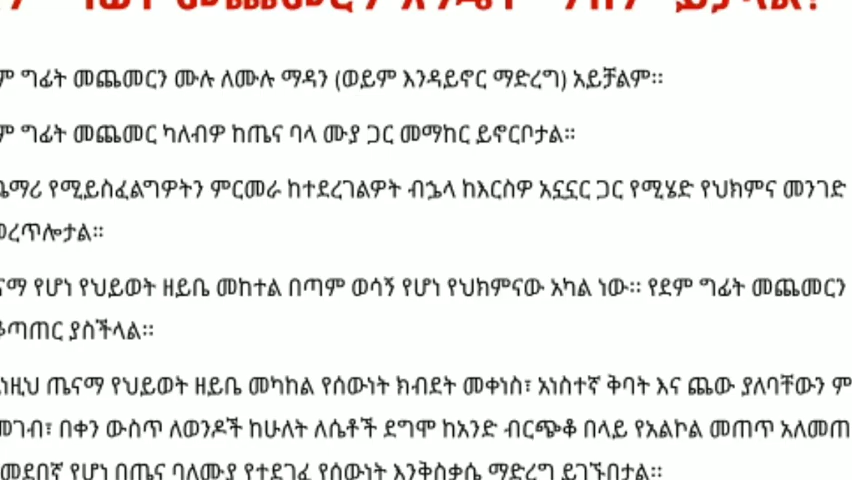 ም ግፊት መጨመርን ሙሉ ለሙሉ ማዳን (ወይም እንዳይኖር ማድረግ) አይቻልም።
ም ግፊት መጨመር ካለብዎ ከጤና ባላ ሙያ ጋር መማከር ይኖርቦታል።
የሚይስፈልግዎትን ምርመራ ከተደረገልዎት ብኋላ ከእርስዎ አኗኗር ጋር የሚሄድ የህክምና መንገድ
መረጥሎታል።
ናማ የሆነ የህይወት ዘይቤ መከተል በጣም ወሳኝ የሆነ የህክምናው አካል ነው። የደም ግፊት መጨመርን
ቆጣጠር ያስችላል።
እነዚህ ጤናማ የህይወት ዘይቤ መካከል የሰውነት ክብደት መቀነስ፣ አነስተኛ ቅባት እና ጨው ያለባቸውን ም
መገብ፣ በቀን ውስጥ ለወንዶች ከሁለት ለሴቶች ደግሞ ከአንድ ብርጭቆ በላይ የአልኮል መጠጥ አለመጠ
መደበኛ የሆነ በጤና ባለሙያ የተደገፈ የሰውነት እንቅስቃሴ ማድረግ ይገኙበታል።